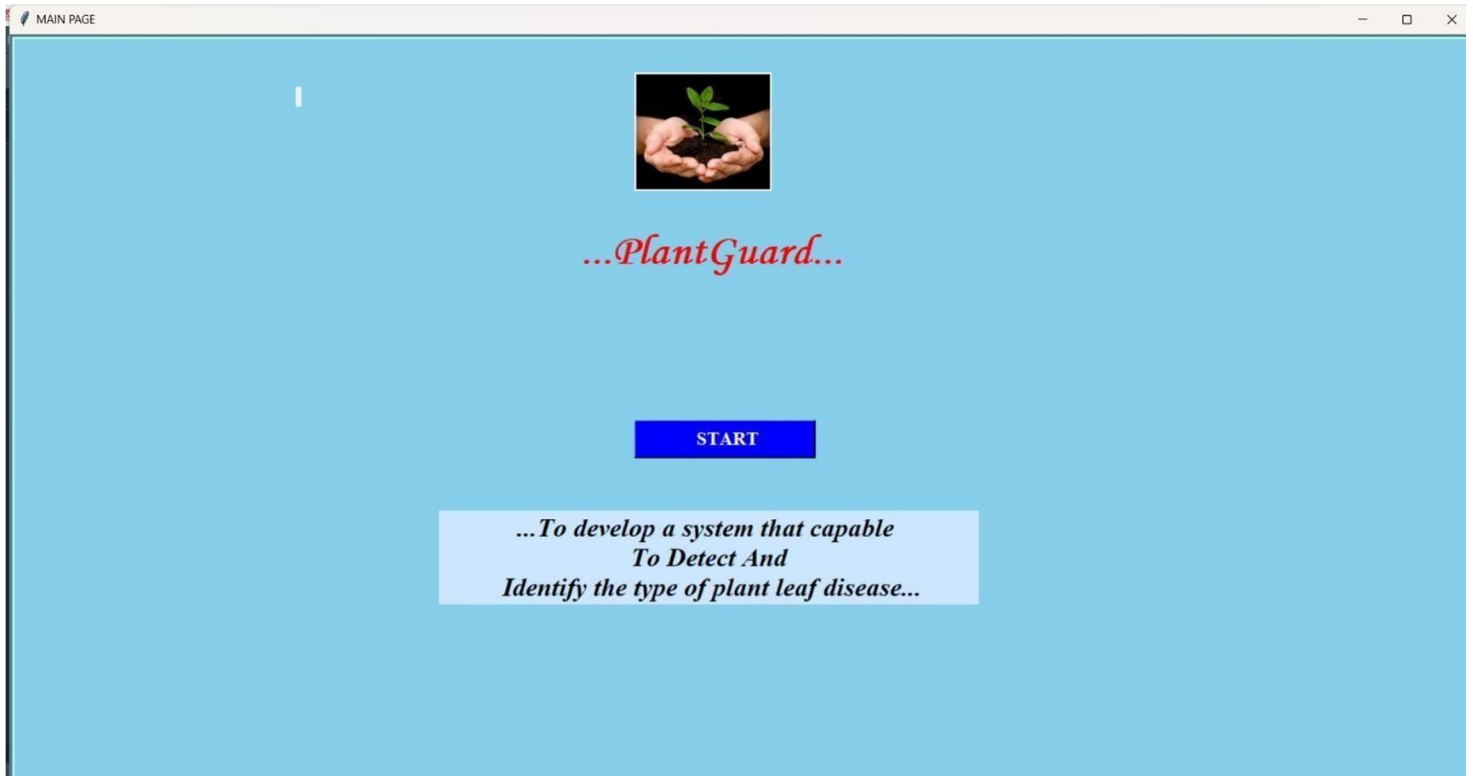 MAIN PAGE
...PlantGuard...
START
...To develop a system that capable
To Detect And
Identify the type of plant leaf disease...